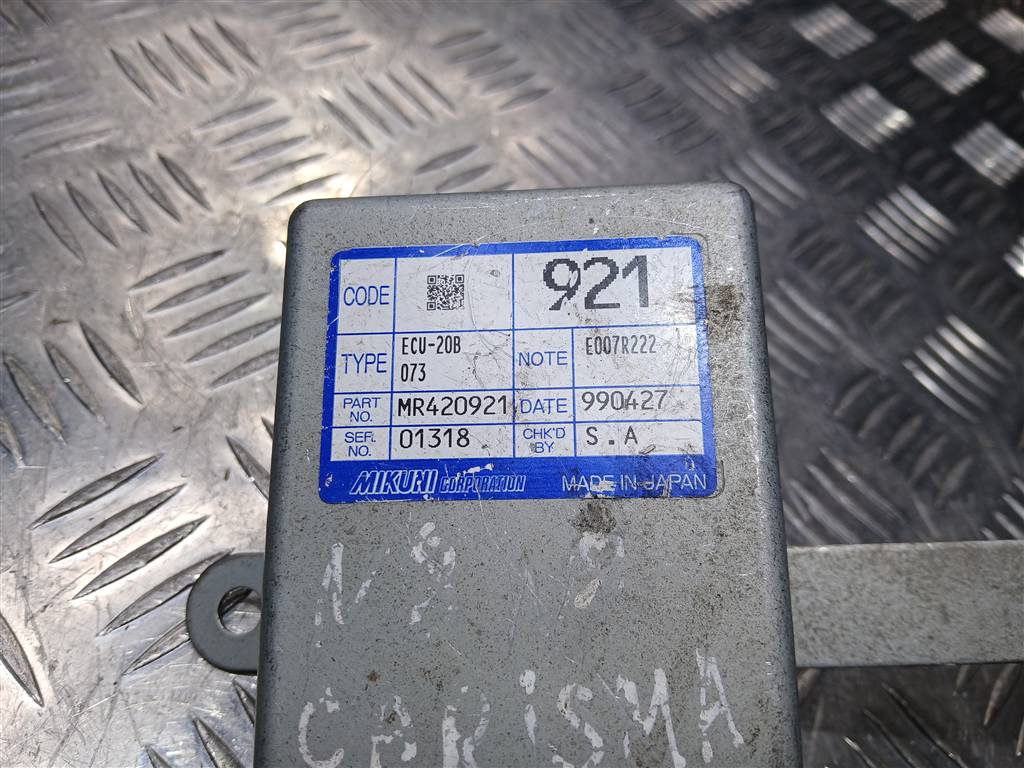 CODE 921
TYPE ECU-20B 073 NOTE E007R222
PART NO. MR420921 DATE 990427
SER. NO. 01318 CHK'D BY S.A
MIKUNI CORPORATION MADE IN JAPAN
CARiSMA